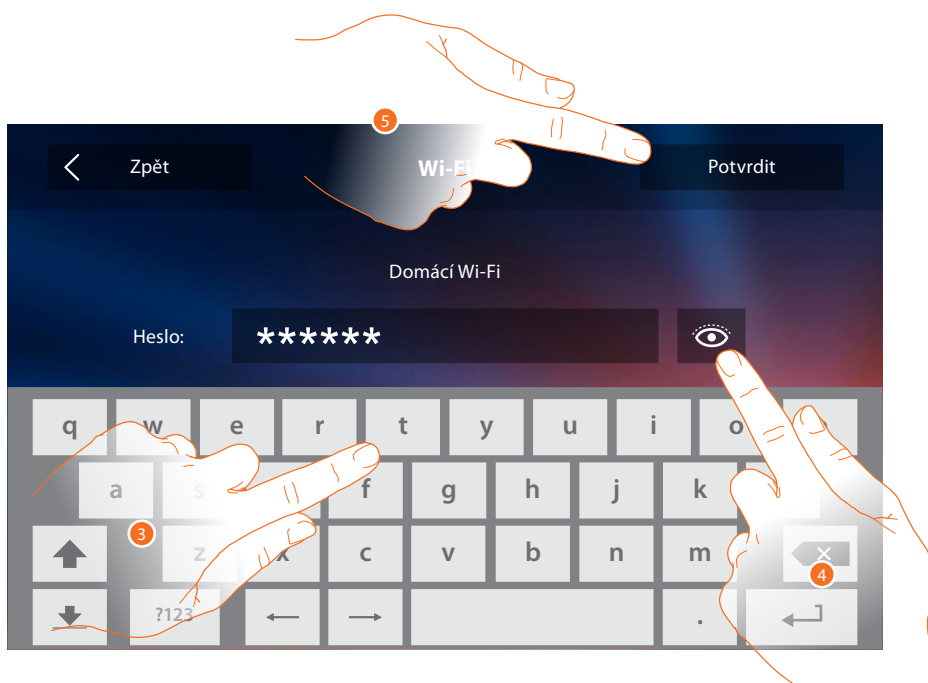 5
Zpět Wi-Fi Potvrdit
Domácí Wi-Fi
Heslo: ******
q w e r t y u i o p
a s f g h j k
3 z x c v b n m
4
?123 .